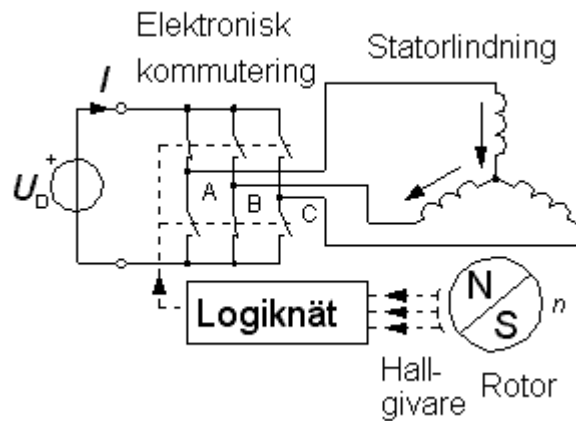 Elektronisk
kommutering
Statorlindning
I
+
U_D
A
B
C
Logiknät
N
S
n
Hall-
givare
Rotor